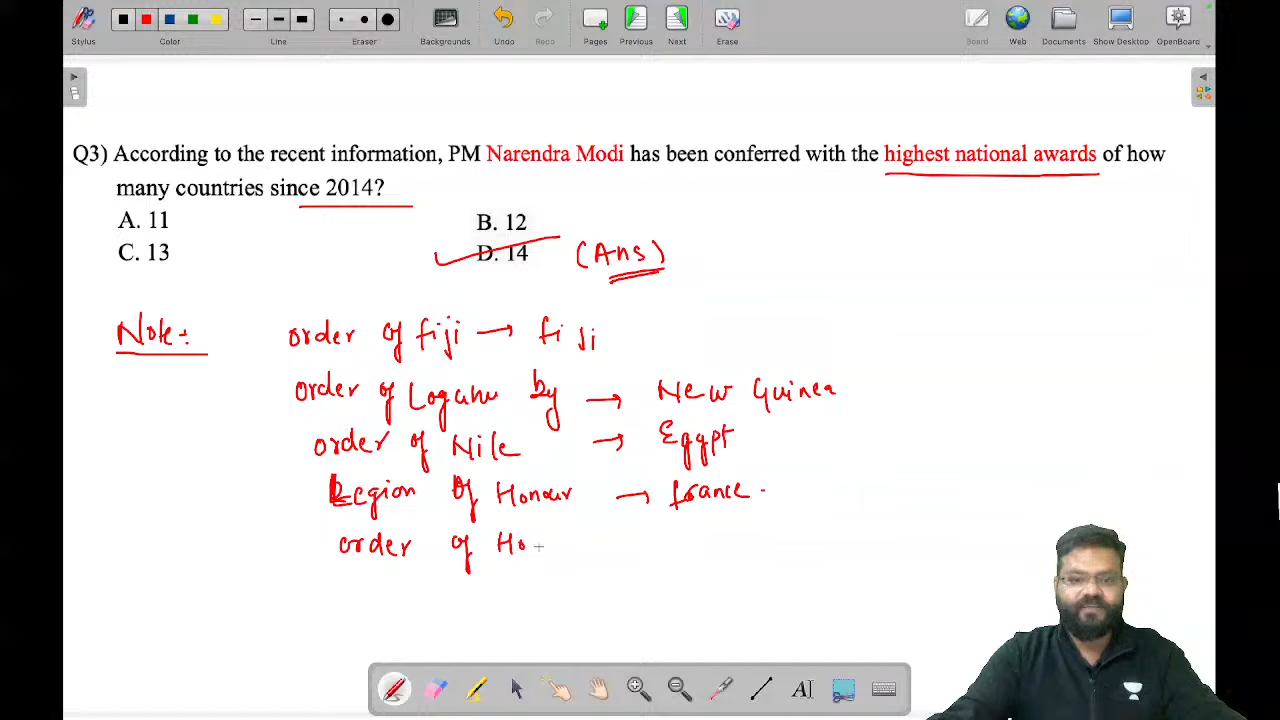 Stylus Color Line Eraser Backgrounds Undo Redo Pages Previous Next Erase Board Web Documents Show Desktop OpenBoard
Q3) According to the recent information, PM Narendra Modi has been conferred with the highest national awards of how
many countries since 2014?
A. 11 B. 12
C. 13 D. 14 (Ans)
Note:- order of fiji → fiji
order of Logahu by → New Guinea
order of Nile → Egypt
Legion of Honour → france.
order of Ho